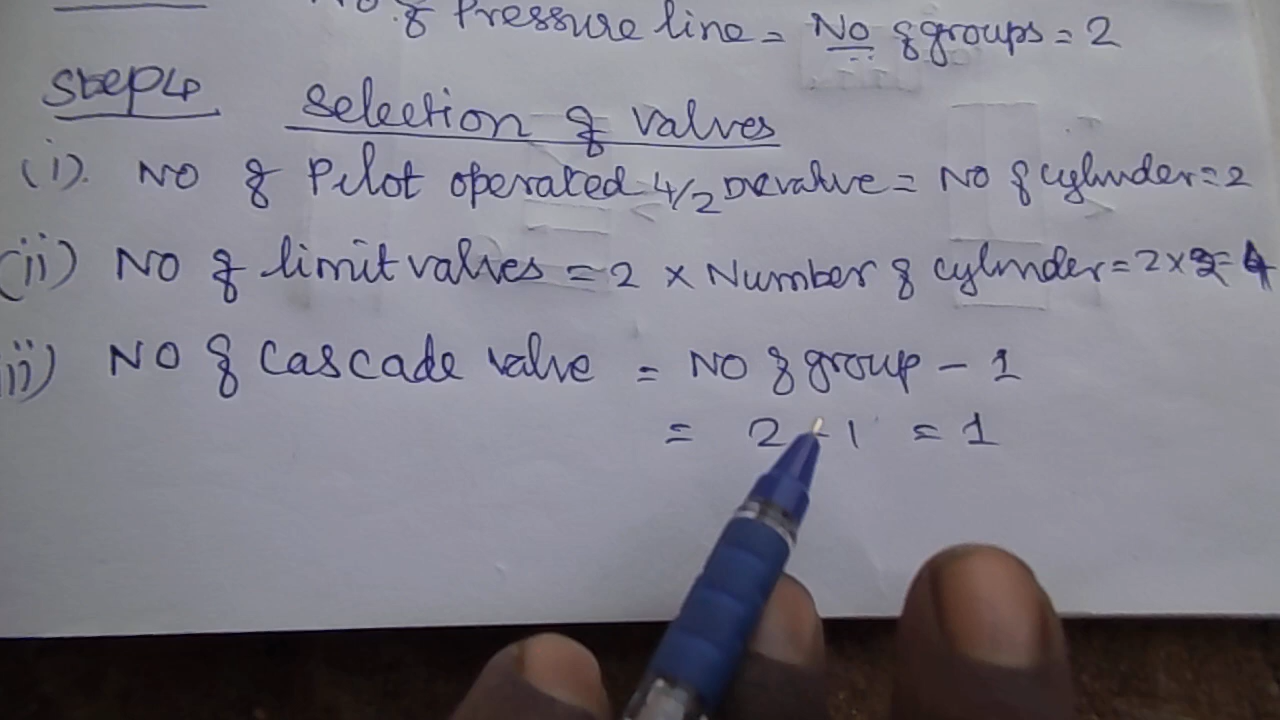 No of Pressure line = No of groups = 2
Step4 Selection of valves
(i). No of Pilot operated 4/2 DCvalve = No of cylinder = 2
(ii) No of limit valves = 2 x Number of cylinder = 2x2=4
ii) No of Cascade valve = No of group - 1
= 2 - 1 = 1